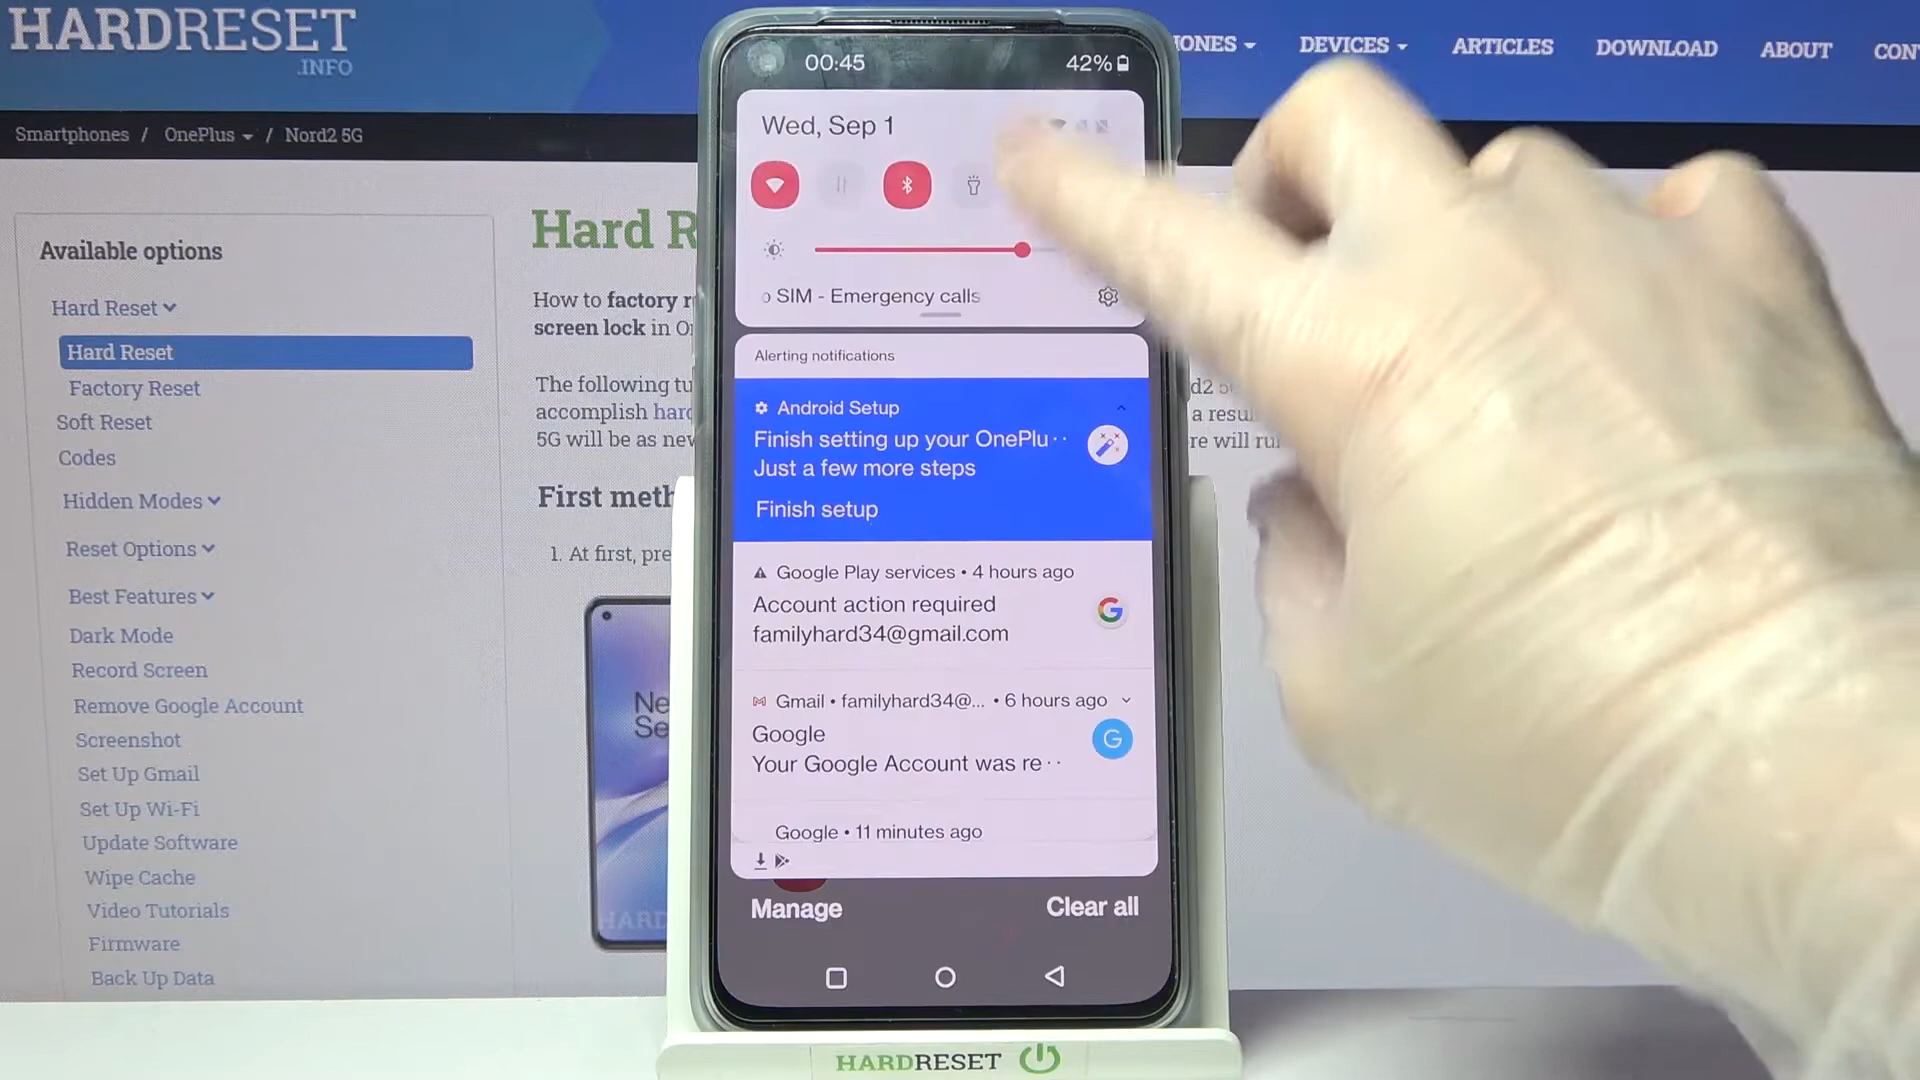 HARDRESET
.INFO
DEVICES
ARTICLES
DOWNLOAD
ABOUT
Smartphones / OnePlus / Nord2 5G
Available options
Hard Reset
Hard Reset
Factory Reset
Soft Reset
Codes
Hidden Modes
Reset Options
Best Features
Dark Mode
Record Screen
Remove Google Account
Screenshot
Set Up Gmail
Set Up Wi-Fi
Update Software
Wipe Cache
Video Tutorials
Firmware
Back Up Data
Hard R
How to factory r
screen lock in O
The following tu
accomplish hard
5G will be as new
d2 5
a resu
re will ru
First meth
1. At first, pre
Ne
Se
HARD
00:45
42%
Wed, Sep 1
o SIM - Emergency calls
Alerting notifications
Android Setup
Finish setting up your OnePlu··
Just a few more steps
Finish setup
Google Play services • 4 hours ago
Account action required
familyhard34@gmail.com
Gmail • familyhard34@... • 6 hours ago
Google
Your Google Account was re··
G
Google • 11 minutes ago
Manage
Clear all
HARDRESET